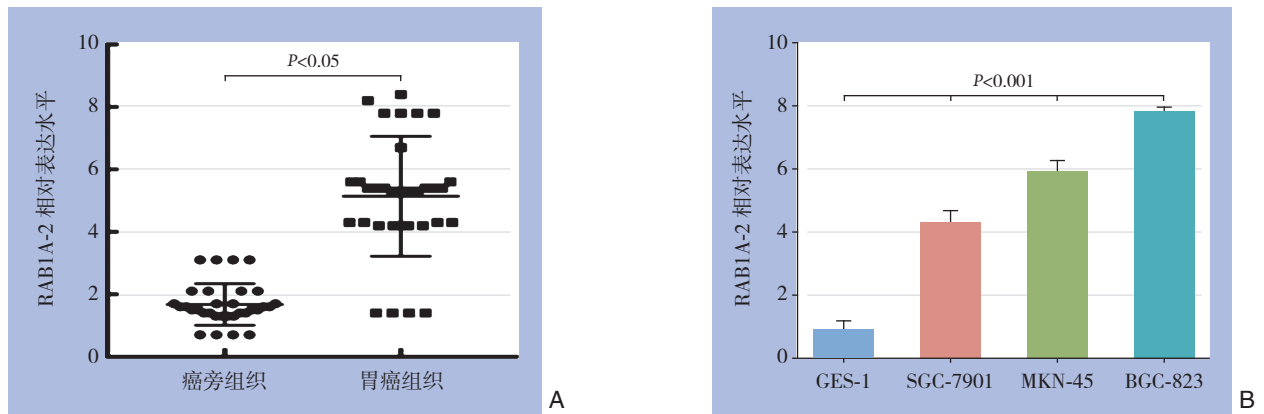 RAB1A-2 相对表达水平
10
8
6
4
2
0
P<0.05
癌旁组织
胃癌组织
A
RAB1A-2 相对表达水平
10
8
6
4
2
0
P<0.001
GES-1
SGC-7901
MKN-45
BGC-823
B